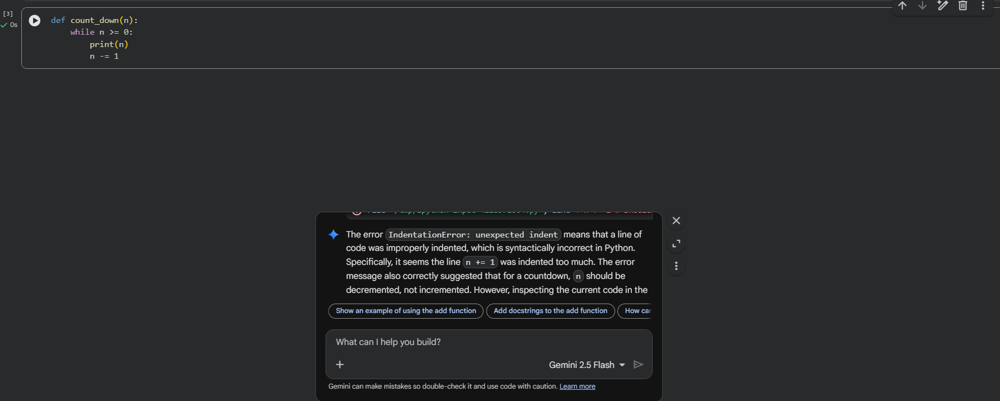 [3]
0s
def count_down(n):
    while n >= 0:
        print(n)
        n -= 1
The error IndentationError: unexpected indent means that a line of
code was improperly indented, which is syntactically incorrect in Python.
Specifically, it seems the line n += 1 was indented too much. The error
message also correctly suggested that for a countdown, n should be
decremented, not incremented. However, inspecting the current code in the
Show an example of using the add function
Add docstrings to the add function
How can
What can I help you build?
Gemini 2.5 Flash
Gemini can make mistakes so double-check it and use code with caution. Learn more